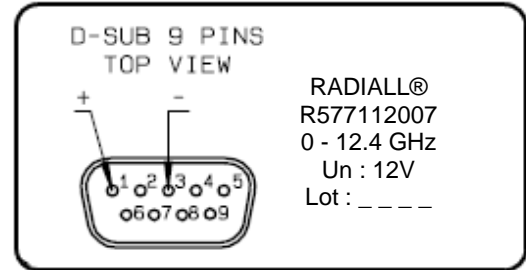 D-SUB 9 PINS
TOP VIEW
+ -
1 2 3 4 5
6 7 8 9
RADIALL®
R577112007
0 - 12.4 GHz
Un : 12V
Lot : _ _ _ _